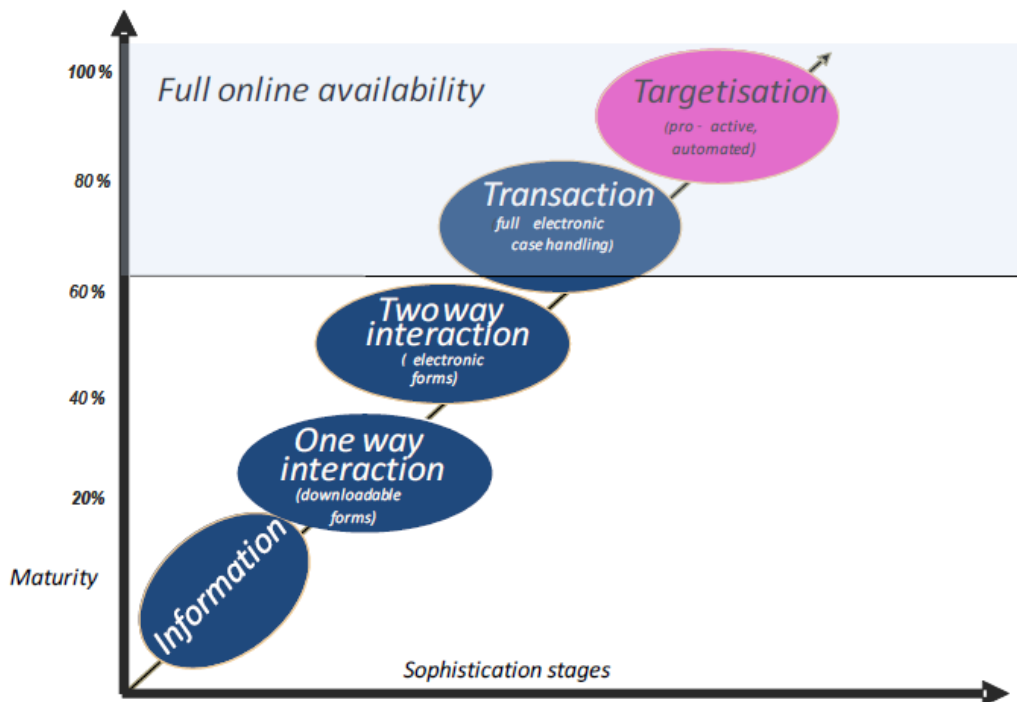 100%
Full online availability
Targetisation
(pro - active,
automated)
80%
Transaction
full electronic
case handling)
60%
Two way
interaction
( electronic
forms)
40%
One way
interaction
(downloadable
forms)
20%
Information
Maturity
Sophistication stages